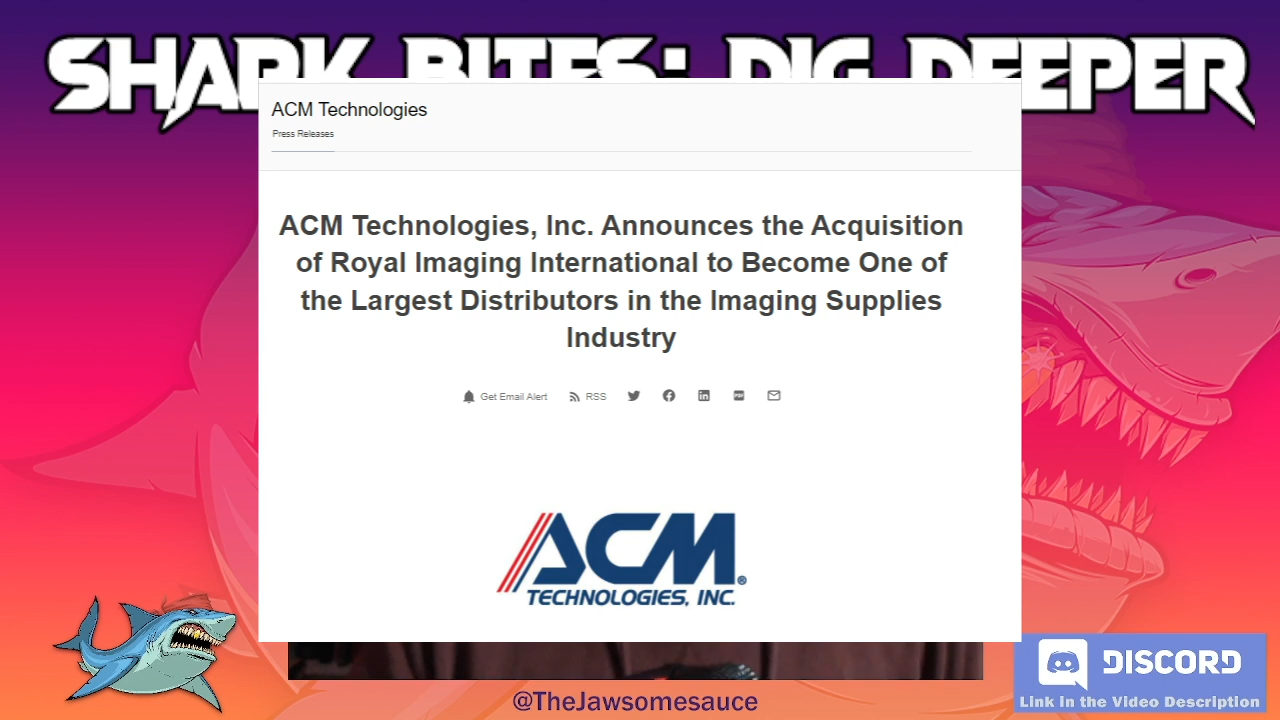 SHARK BITES: DIG DEEPER
ACM Technologies
Press Releases
ACM Technologies, Inc. Announces the Acquisition
of Royal Imaging International to Become One of
the Largest Distributors in the Imaging Supplies
Industry
Get Email Alert RSS
ACM®
TECHNOLOGIES, INC.
DISCORD
Link in the Video Description
@TheJawsomesauce